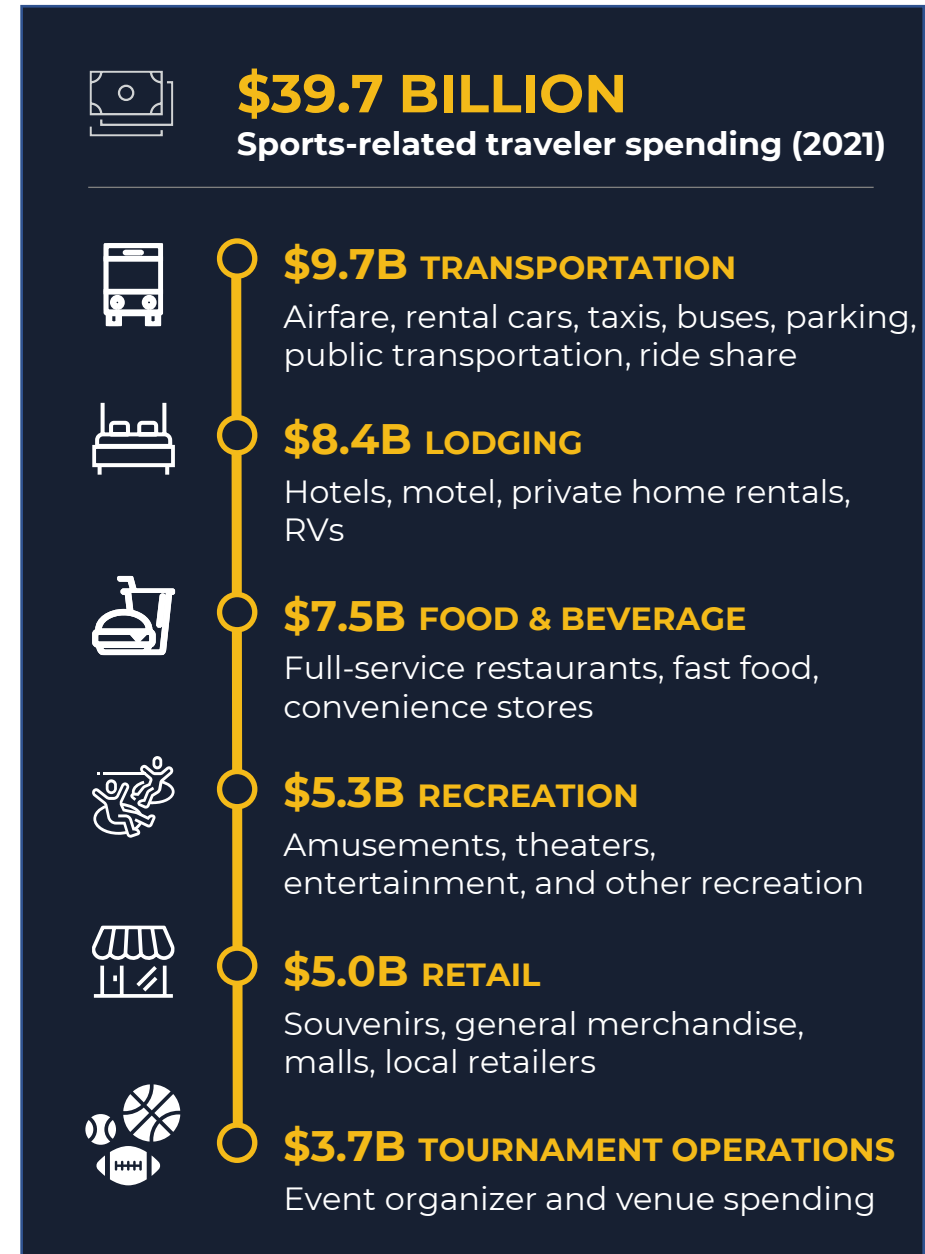 $39.7 BILLION
Sports-related traveler spending (2021)
$9.7B TRANSPORTATION
Airfare, rental cars, taxis, buses, parking,
public transportation, ride share
$8.4B LODGING
Hotels, motel, private home rentals,
RVs
$7.5B FOOD & BEVERAGE
Full-service restaurants, fast food,
convenience stores
$5.3B RECREATION
Amusements, theaters,
entertainment, and other recreation
$5.0B RETAIL
Souvenirs, general merchandise,
malls, local retailers
$3.7B TOURNAMENT OPERATIONS
Event organizer and venue spending